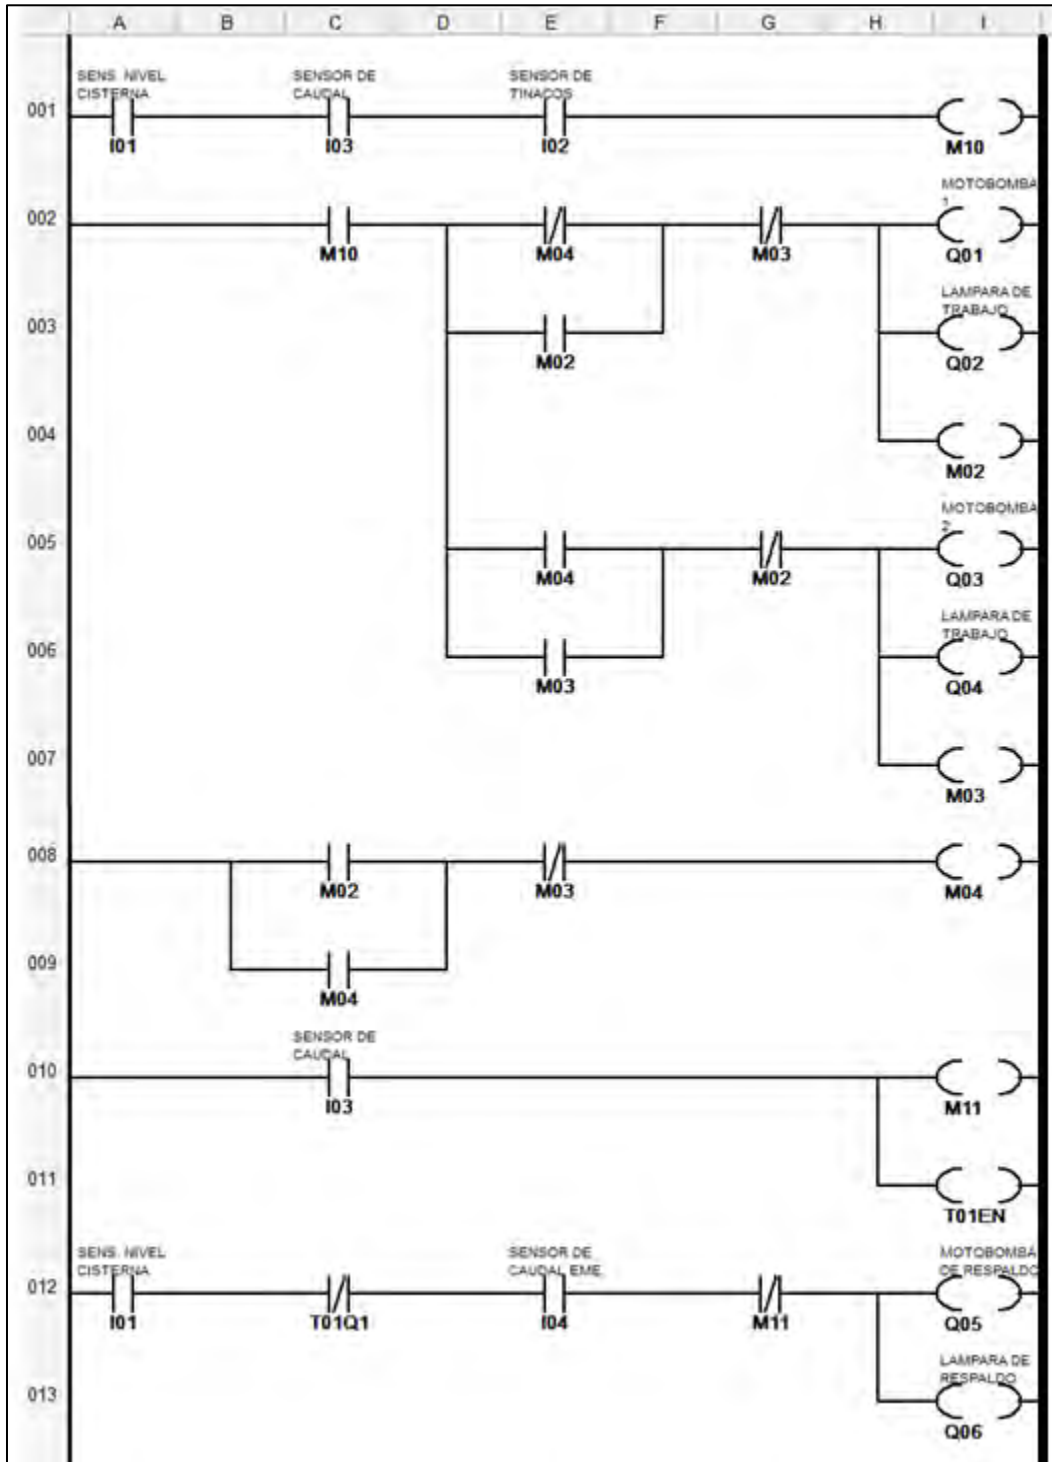 A B C D E F G H I
SENS. NIVEL
CISTERNA
SENSOR DE
CAUDAL
SENSOR DE
TINACOS
001
I01
I03
I02
M10
MOTOBOMBA
1
002
M10
M04
M03
Q01
LAMPARA DE
TRABAJO
003
M02
Q02
004
M02
MOTOBOMBA
2
005
M04
M02
Q03
LAMPARA DE
TRABAJO
006
M03
Q04
007
M03
008
M02
M03
M04
009
M04
SENSOR DE
CAUDAL
010
I03
M11
011
T01EN
SENS. NIVEL
CISTERNA
SENSOR DE
CAUDAL EME
MOTOBOMBA
DE RESPALDO
012
I01
T01Q1
I04
M11
Q05
LAMPARA DE
RESPALDO
013
Q06